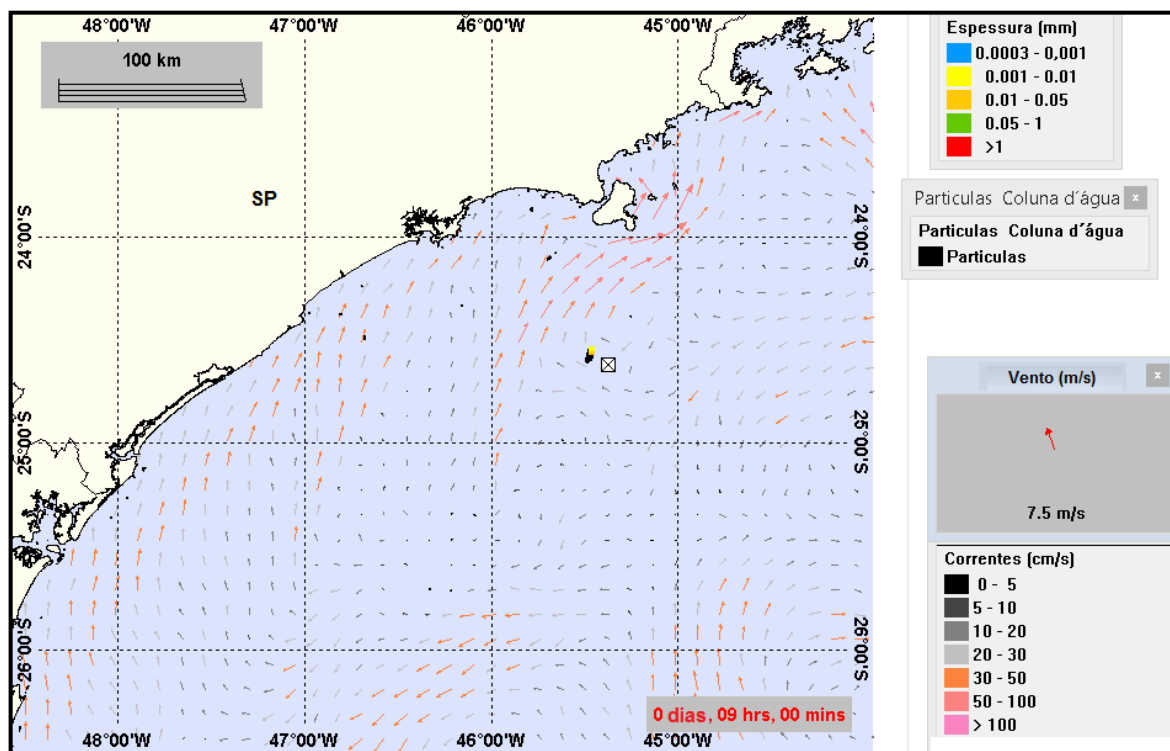 48°00'W 47°00'W 46°00'W 45°00'W
100 km
SP
24°00'S
24°00'S
25°00'S
25°00'S
26°00'S
26°00'S
0 dias, 09 hrs, 00 mins
48°00'W 47°00'W 46°00'W 45°00'W
Espessura (mm)
0.0003 - 0,001
0.001 - 0.01
0.01 - 0.05
0.05 - 1
>1
Particulas Coluna d´água x
Particulas Coluna d´água
Particulas
Vento (m/s) x
7.5 m/s
Correntes (cm/s)
0 - 5
5 - 10
10 - 20
20 - 30
30 - 50
50 - 100
> 100